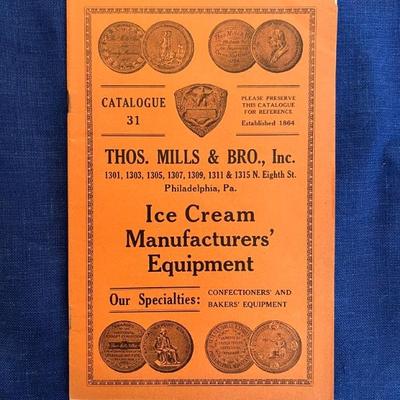 CATALOGUE
31
PLEASE PRESERVE
THIS CATALOGUE
FOR REFERENCE
Established 1864
THOS. MILLS & BRO., Inc.
1301, 1303, 1305, 1307, 1309, 1311 & 1315 N. Eighth St.
Philadelphia, Pa.
Ice Cream
Manufacturers'
Equipment
Our Specialties:
CONFECTIONERS' AND
BAKERS' EQUIPMENT